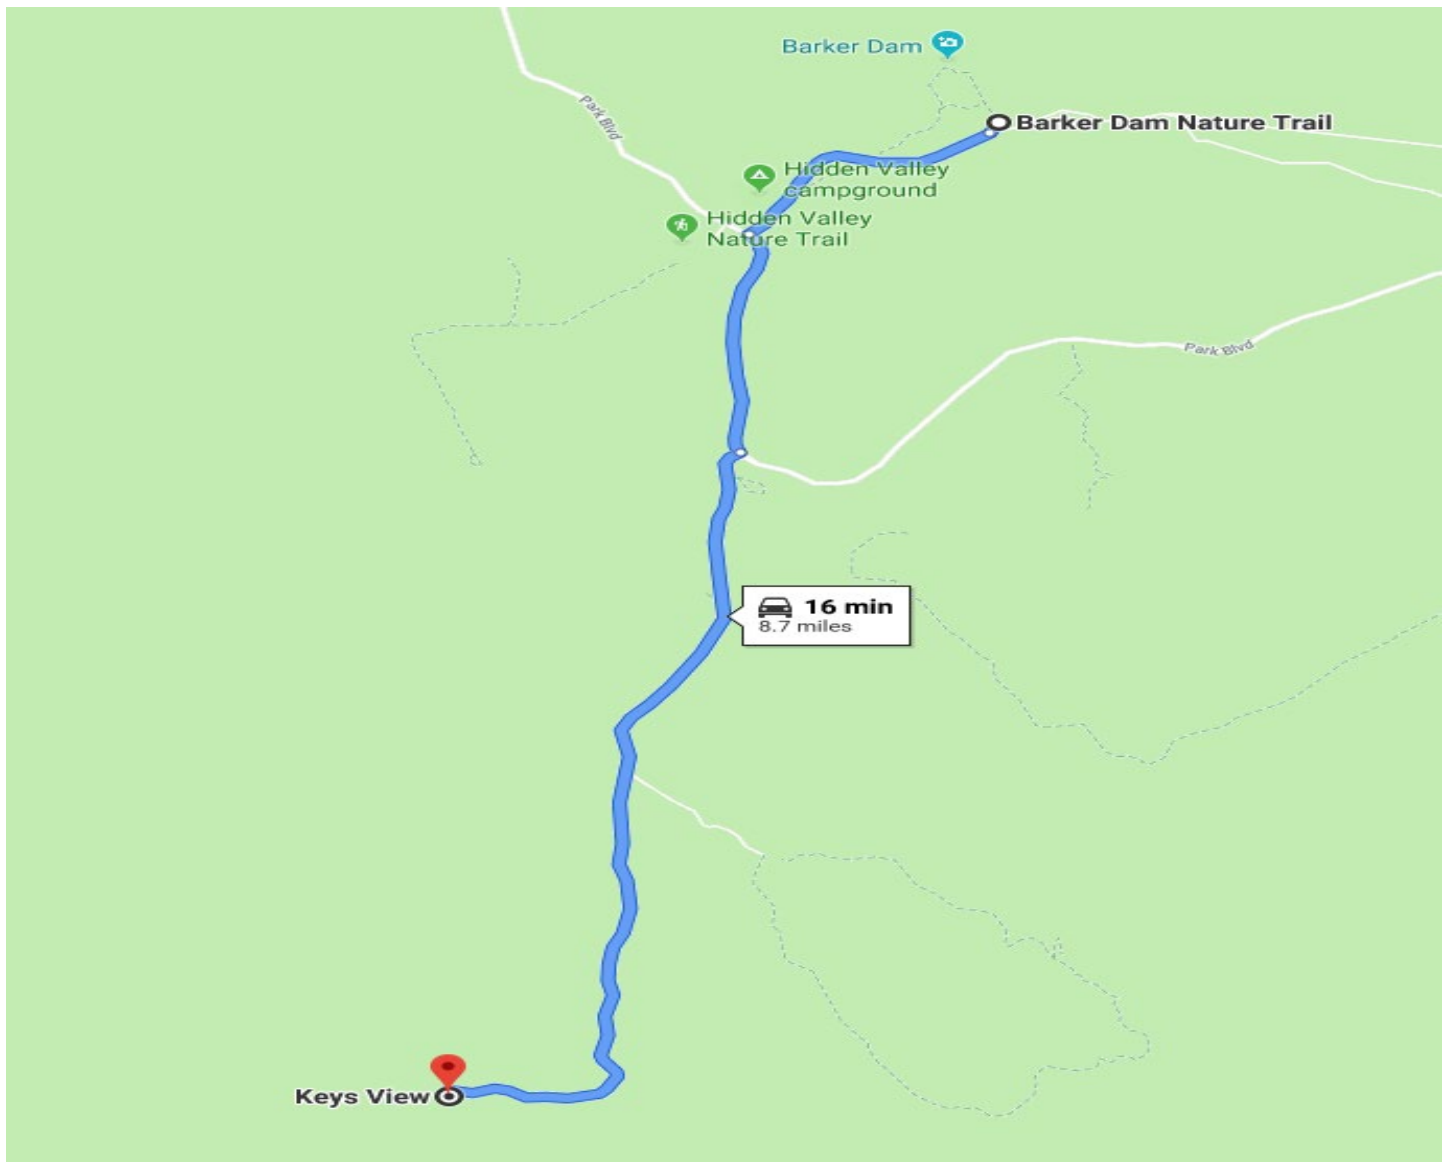 Barker Dam
Park Blvd
Barker Dam Nature Trail
Hidden Valley
campground
Hidden Valley
Nature Trail
Park Blvd
16 min
8.7 miles
Keys View